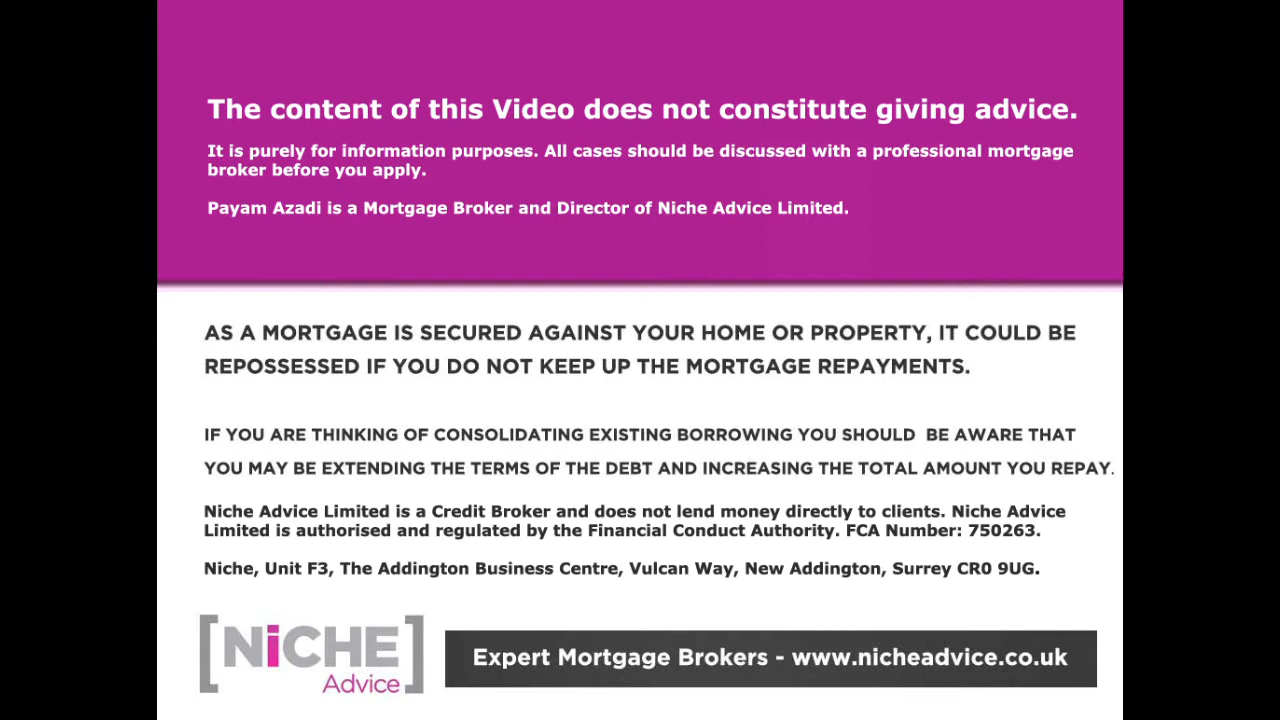 The content of this Video does not constitute giving advice.
It is purely for information purposes. All cases should be discussed with a professional mortgage
broker before you apply.
Payam Azadi is a Mortgage Broker and Director of Niche Advice Limited.
AS A MORTGAGE IS SECURED AGAINST YOUR HOME OR PROPERTY, IT COULD BE
REPOSSESSED IF YOU DO NOT KEEP UP THE MORTGAGE REPAYMENTS.
IF YOU ARE THINKING OF CONSOLIDATING EXISTING BORROWING YOU SHOULD BE AWARE THAT
YOU MAY BE EXTENDING THE TERMS OF THE DEBT AND INCREASING THE TOTAL AMOUNT YOU REPAY.
Niche Advice Limited is a Credit Broker and does not lend money directly to clients. Niche Advice
Limited is authorised and regulated by the Financial Conduct Authority. FCA Number: 750263.
Niche, Unit F3, The Addington Business Centre, Vulcan Way, New Addington, Surrey CR0 9UG.
[NiCHE
Advice]
Expert Mortgage Brokers - www.nicheadvice.co.uk